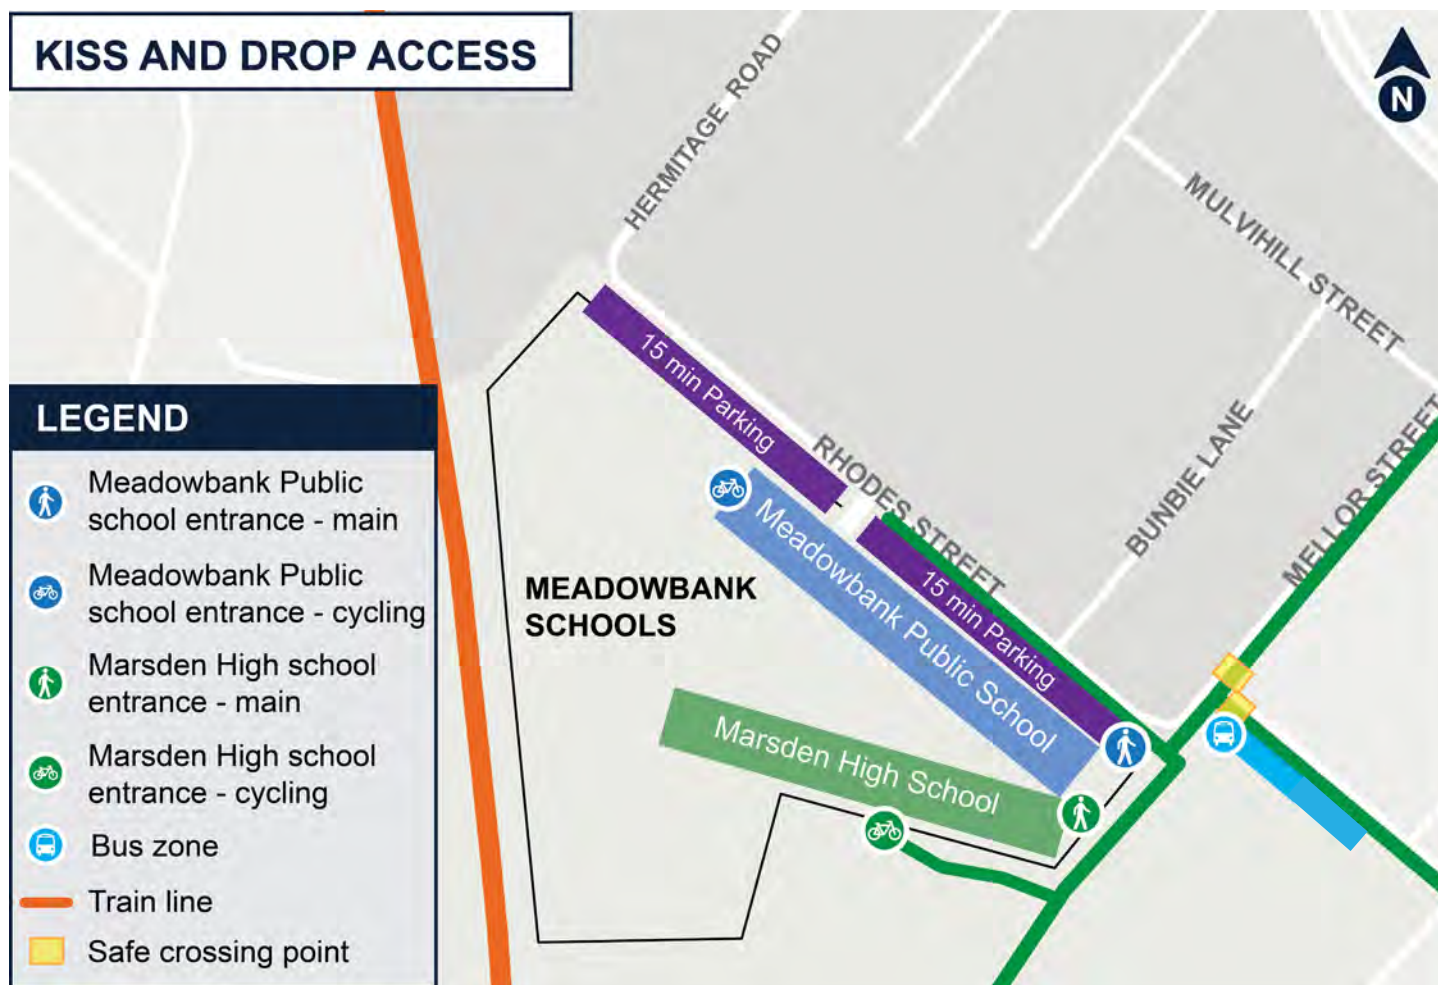 KISS AND DROP ACCESS
N
HERMITAGE ROAD
MULVIHILL STREET
15 min Parking
RHODES STREET
BUNBIE LANE
MELLOR STREET
LEGEND
Meadowbank Public
school entrance - main
Meadowbank Public
school entrance - cycling
Marsden High school
entrance - main
Marsden High school
entrance - cycling
Bus zone
Train line
Safe crossing point
MEADOWBANK
SCHOOLS
Meadowbank Public School
15 min Parking
Marsden High School